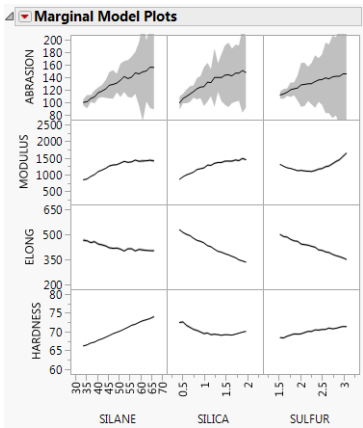 Marginal Model Plots
ABRASION
200
180
160
140
120
100
80
MODULUS
2500
2000
1500
1000
500
0
ELONG
650
500
350
200
HARDNESS
80
75
70
65
60
30 35 40 45 50 55 60 65 70
0.5 1 1.5 2
1.5 2 2.5 3
SILANE SILICA SULFUR